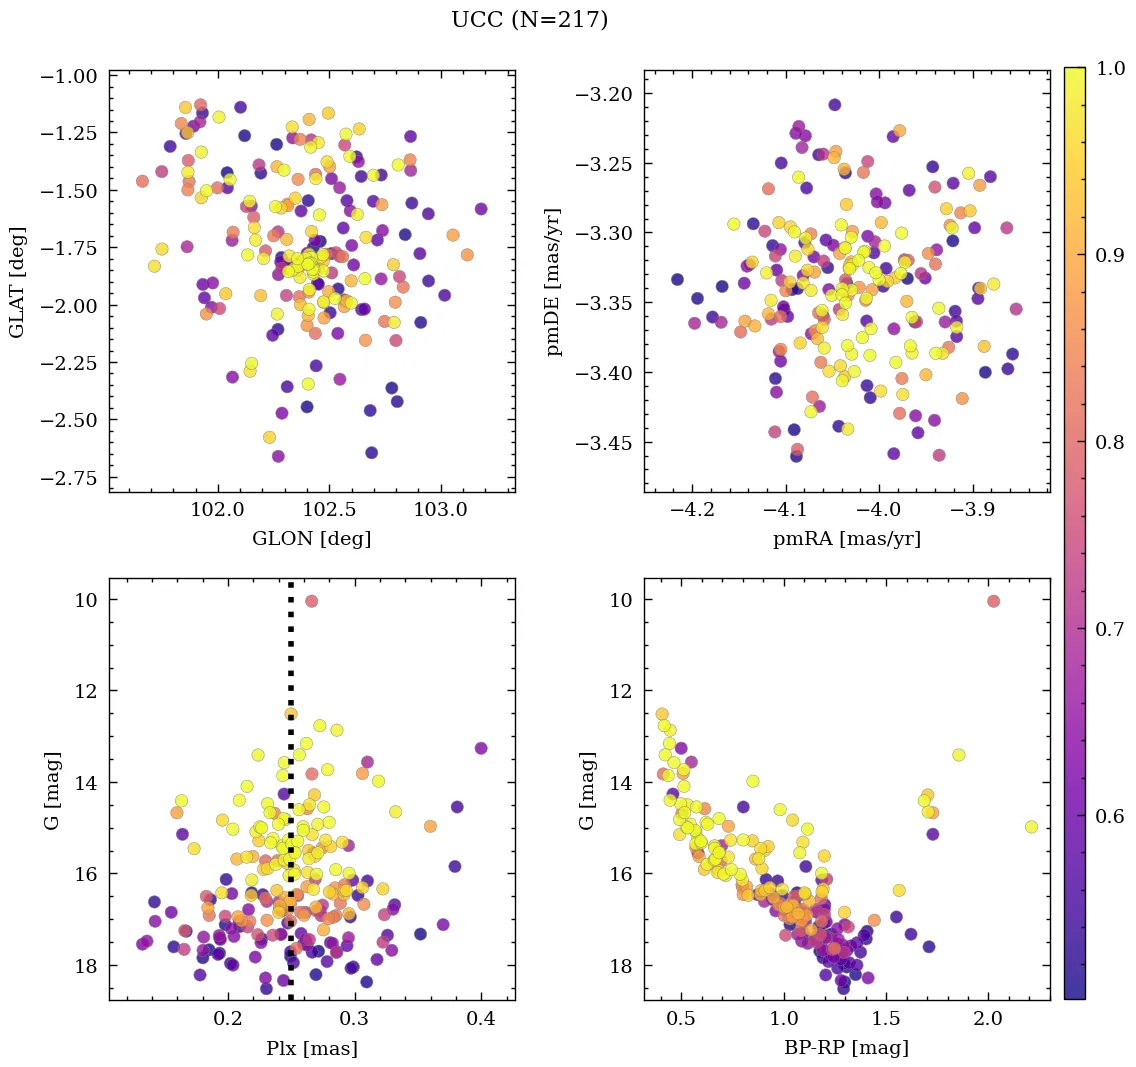 UCC (N=217)
−1.00
−1.25
−1.50
−1.75
−2.00
−2.25
−2.50
−2.75
GLAT [deg]
102.0 102.5 103.0
GLON [deg]
−3.20
−3.25
−3.30
−3.35
−3.40
−3.45
pmDE [mas/yr]
−4.2 −4.1 −4.0 −3.9
pmRA [mas/yr]
1.0
0.9
0.8
0.7
0.6
10
12
14
16
18
G [mag]
0.2 0.3 0.4
Plx [mas]
10
12
14
16
18
G [mag]
0.5 1.0 1.5 2.0
BP-RP [mag]